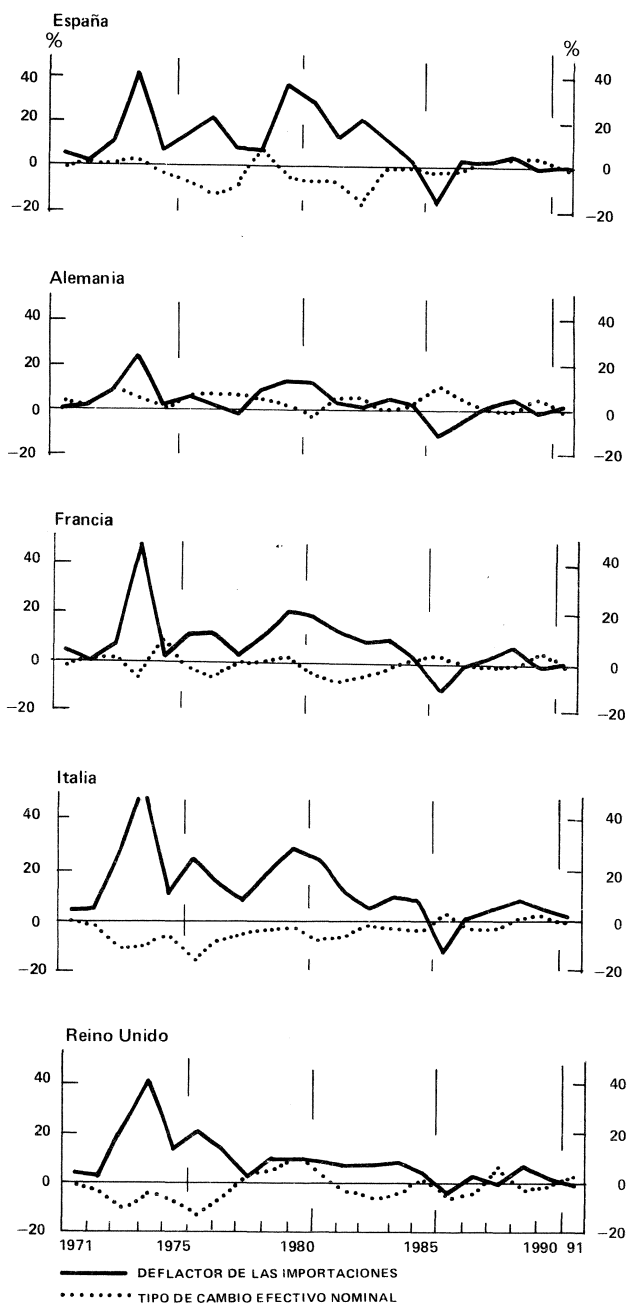 España
% %
40 40
20 20
0 0
−20 −20
Alemania
40 40
20 20
0 0
−20 −20
Francia
40 40
20 20
0 0
−20 −20
Italia
40 40
20 20
0 0
−20 −20
Reino Unido
40 40
20 20
0 0
−20 −20
1971 1975 1980 1985 1990 91
DEFLACTOR DE LAS IMPORTACIONES
TIPO DE CAMBIO EFECTIVO NOMINAL